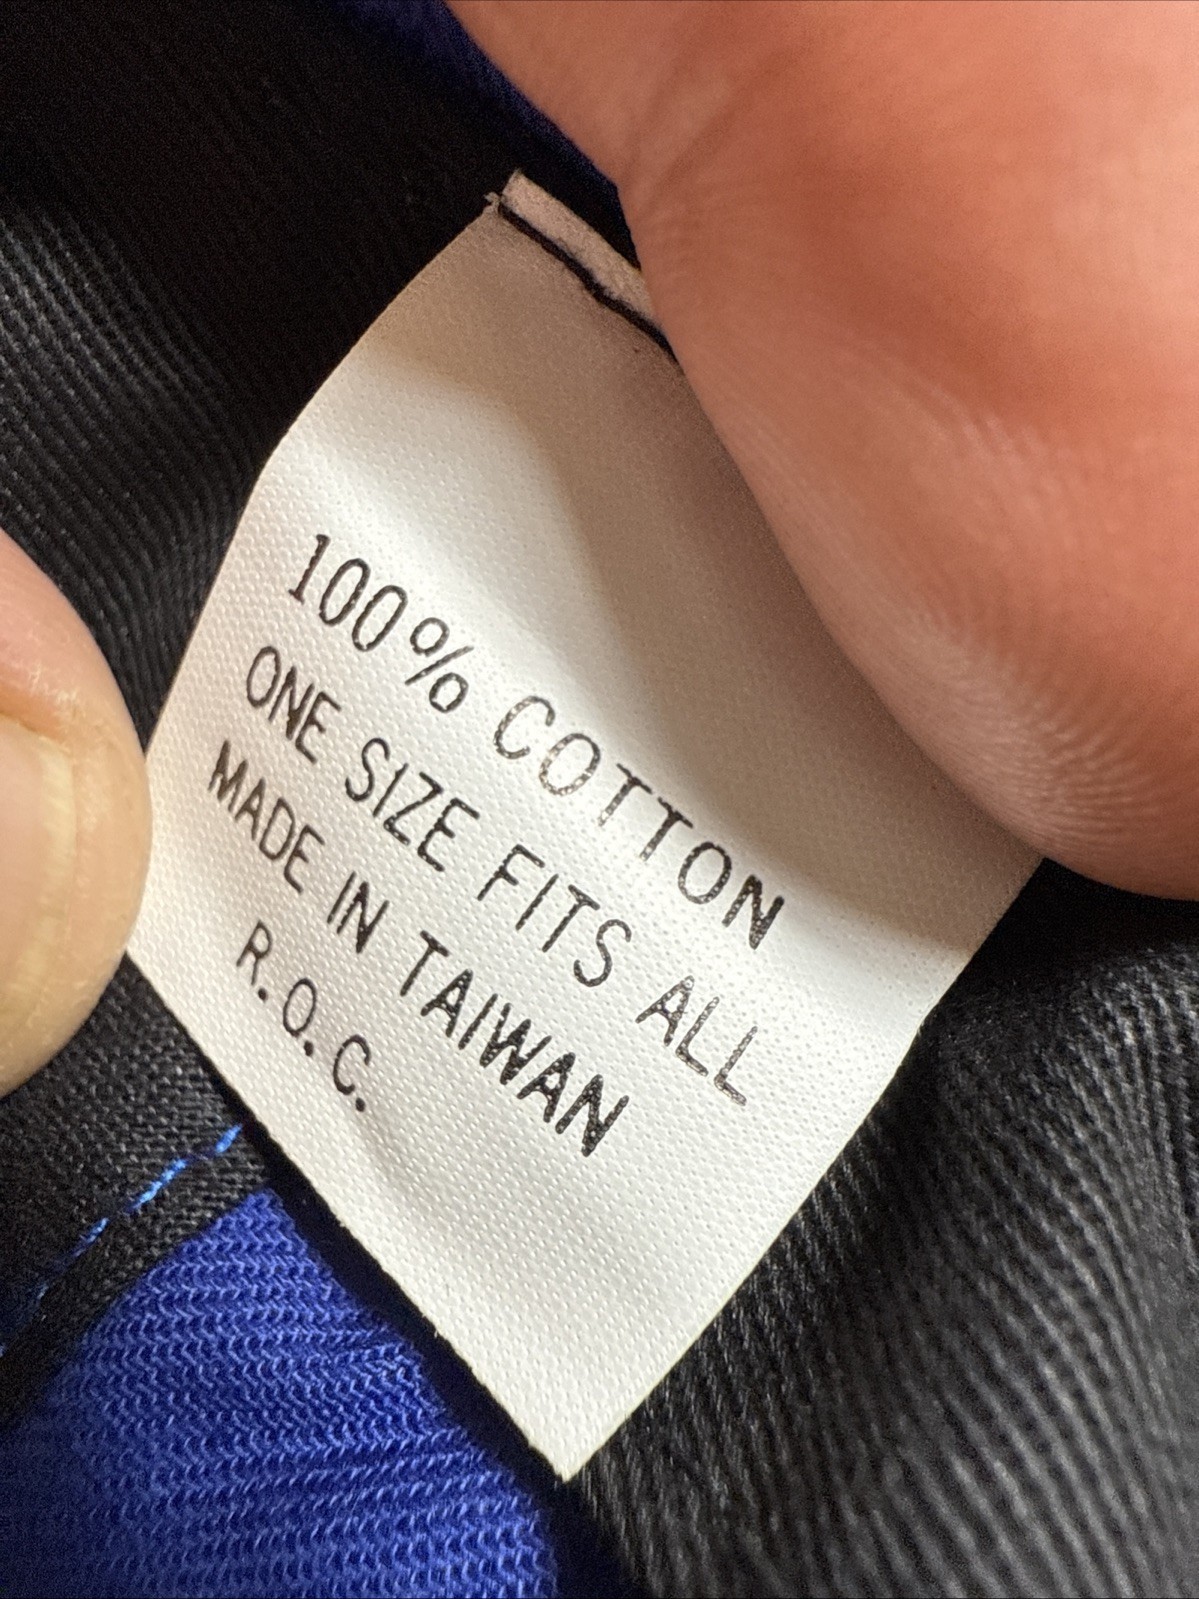 100% COTTON
ONE SIZE FITS ALL
MADE IN TAIWAN
R.O.C.